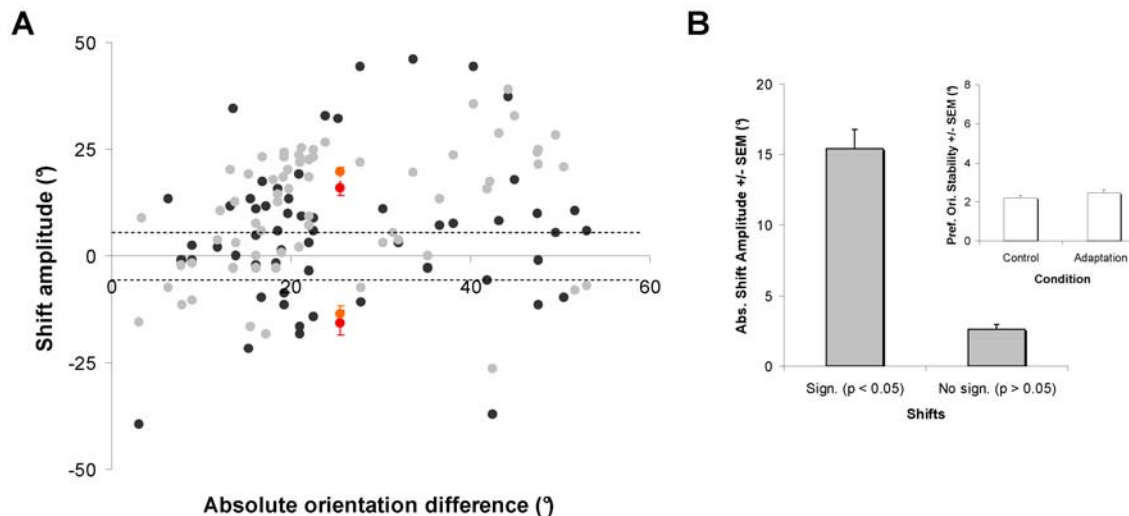 A
50
25
0
-25
-50
0
20
40
60
Shift amplitude (°)
Absolute orientation difference (°)
B
20
15
10
5
0
Abs. Shift Amplitude +/- SEM (°)
Sign. (p < 0.05)
No sign. (p > 0.05)
Shifts
8
6
4
2
0
Pref. Ori. Stability +/- SEM (°)
Control
Adaptation
Condition